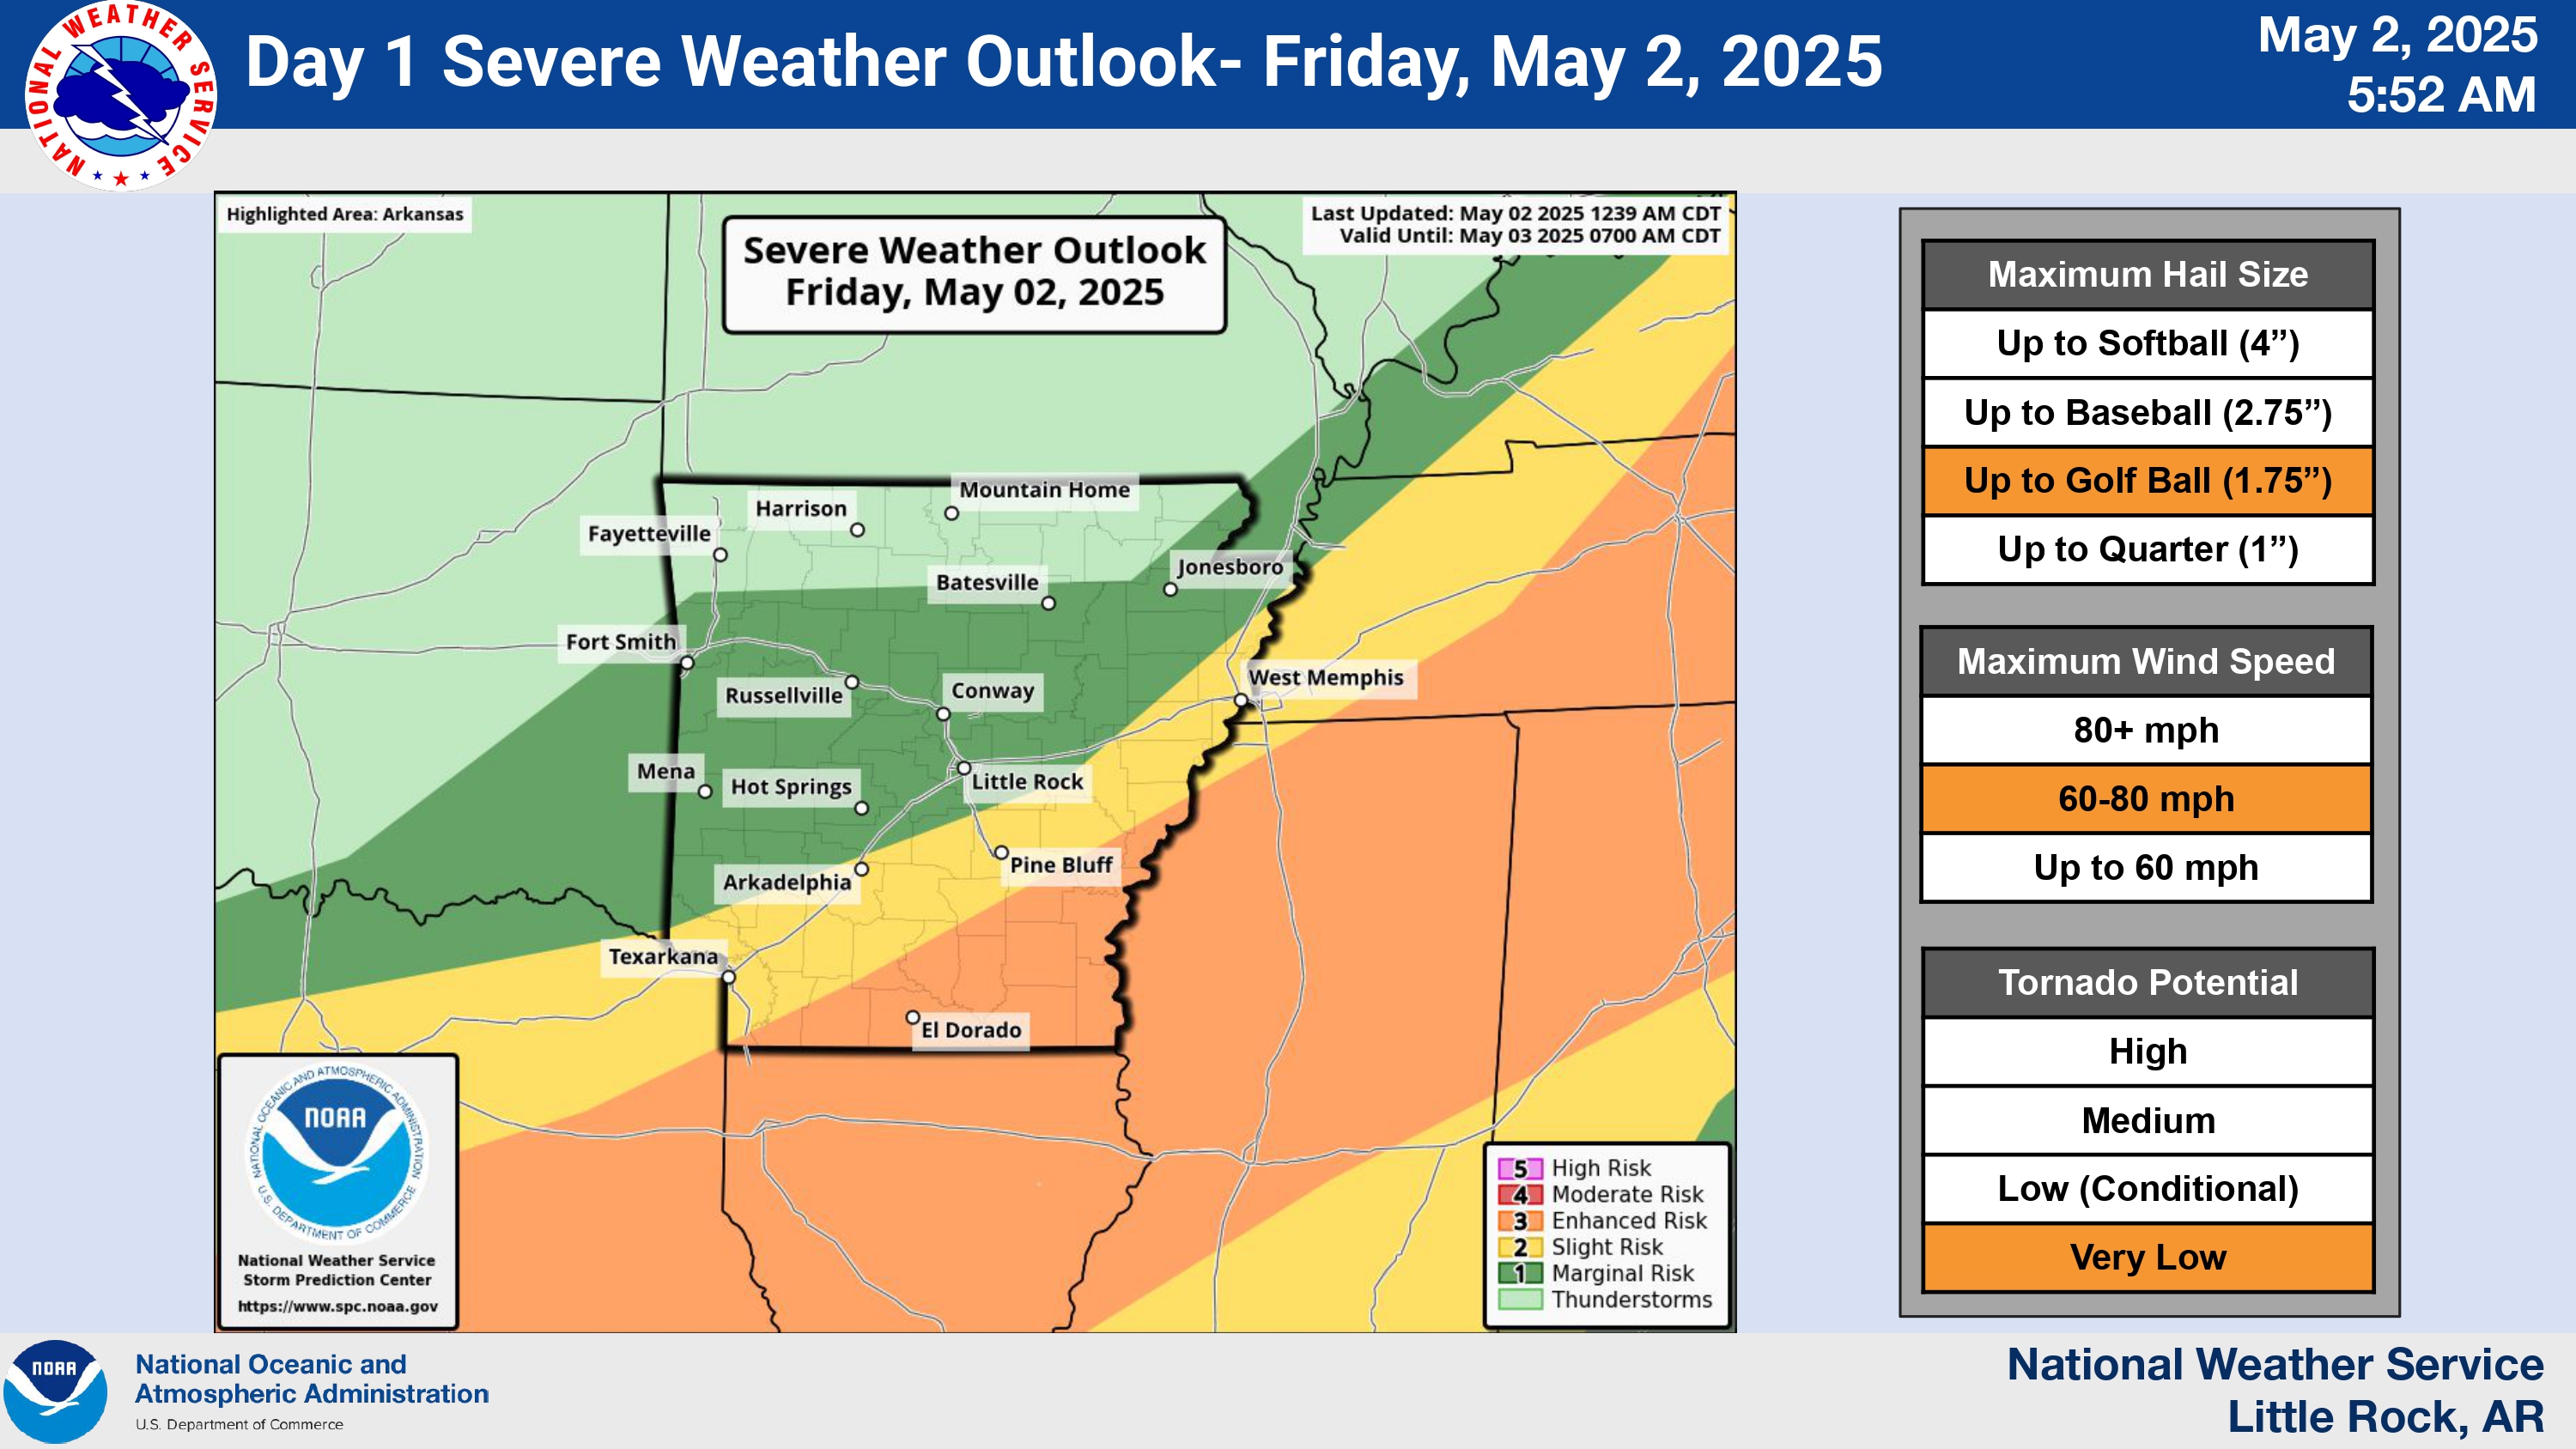 NATIONAL WEATHER SERVICE
Day 1 Severe Weather Outlook- Friday, May 2, 2025
May 2, 2025
5:52 AM
Highlighted Area: Arkansas
Severe Weather Outlook
Friday, May 02, 2025
Last Updated: May 02 2025 1239 AM CDT
Valid Until: May 03 2025 0700 AM CDT
Mountain Home
Harrison
Fayetteville
Jonesboro
Batesville
Fort Smith
West Memphis
Russellville
Conway
Mena
Hot Springs
Little Rock
Pine Bluff
Arkadelphia
Texarkana
El Dorado
NATIONAL OCEANIC AND ATMOSPHERIC ADMINISTRATION
NOAA
U.S. DEPARTMENT OF COMMERCE
National Weather Service
Storm Prediction Center
https://www.spc.noaa.gov
5 High Risk
4 Moderate Risk
3 Enhanced Risk
2 Slight Risk
1 Marginal Risk
Thunderstorms
Maximum Hail Size
Up to Softball (4”)
Up to Baseball (2.75”)
Up to Golf Ball (1.75”)
Up to Quarter (1”)
Maximum Wind Speed
80+ mph
60-80 mph
Up to 60 mph
Tornado Potential
High
Medium
Low (Conditional)
Very Low
NOAA
National Oceanic and
Atmospheric Administration
U.S. Department of Commerce
National Weather Service
Little Rock, AR